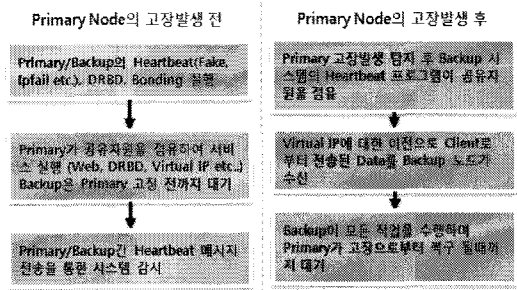 Primary Node의 고장발생 전
Primary/Backup의 Heartbeat(Fake,
Ipfail etc.), DRBD, Bonding 실행
Primary가 공유자원을 점유하여 서비
스 실행 (Web, DRBD, Virtual IP etc..)
Backup은 Primary 고장 전까지 대기
Primary/Backup간 Heartbeat 메시지
전송을 통한 시스템 감시
Primary Node의 고장발생 후
Primary 고장발생 탐지 후 Backup 시
스템의 Heartbeat 프로그램이 공유자
원을 점유
Virtual IP에 대한 이전으로 Client로
부터 전송된 Data를 Backup 노드가
수신
Backup이 모든 작업을 수행하며
Primary가 고장으로부터 복구 될때까
지 대기